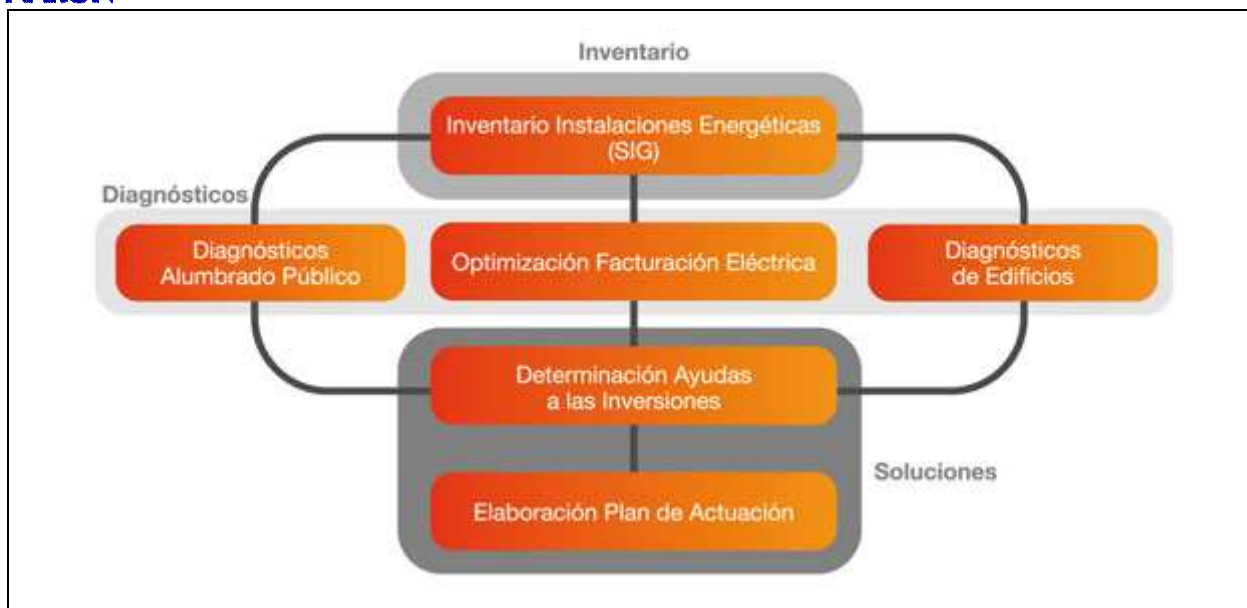 Inventario
Inventario Instalaciones Energéticas
(SIG)
Diagnósticos
Diagnósticos
Alumbrado Público
Optimización Facturación Eléctrica
Diagnósticos
de Edificios
Determinación Ayudas
a las Inversiones
Soluciones
Elaboración Plan de Actuación